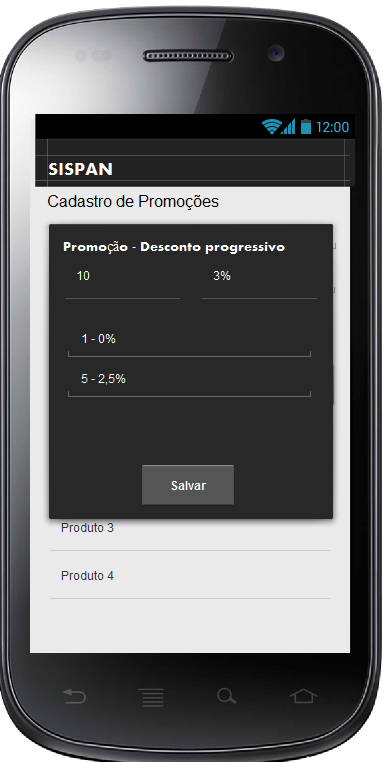 12:00
SISPAN
Cadastro de Promoções
Promoção - Desconto progressivo
10 3%
1 - 0%
5 - 2,5%
Salvar
Produto 3
Produto 4